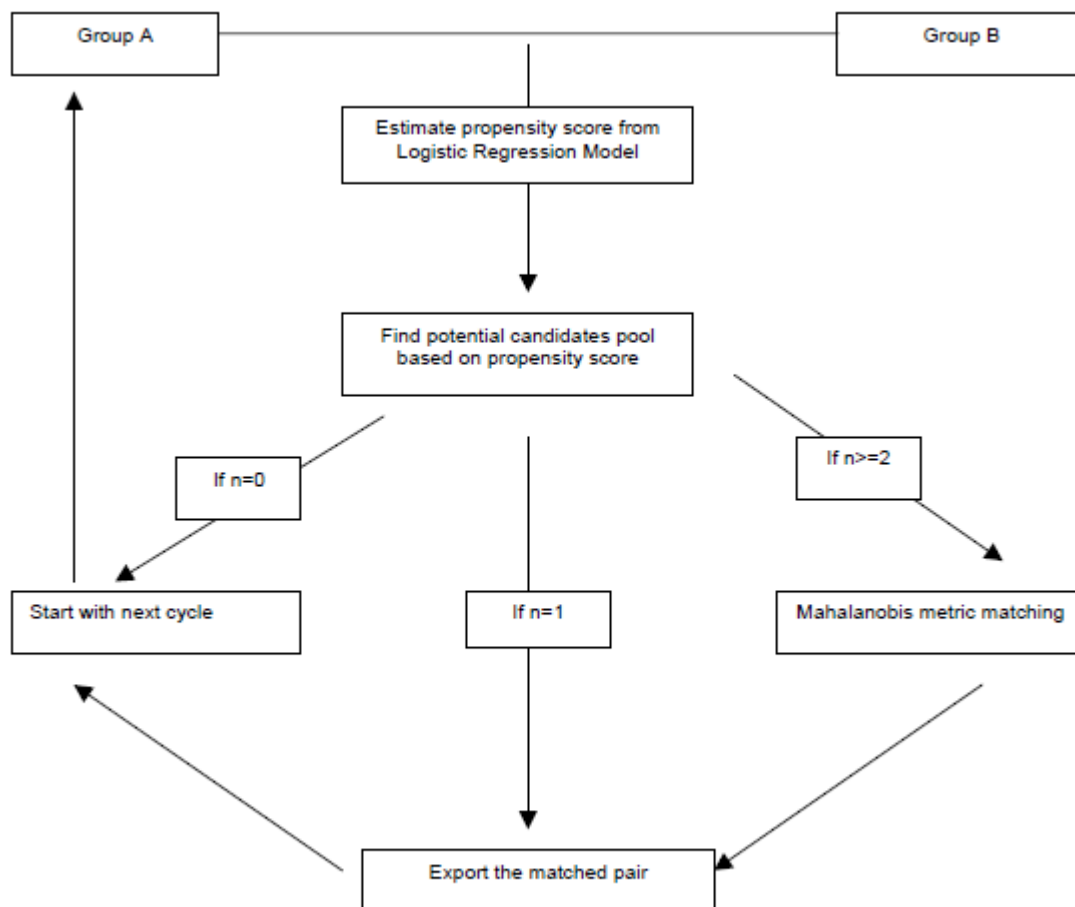 Group A
Group B
Estimate propensity score from
Logistic Regression Model
Find potential candidates pool
based on propensity score
If n=0
If n>=2
Start with next cycle
If n=1
Mahalanobis metric matching
Export the matched pair